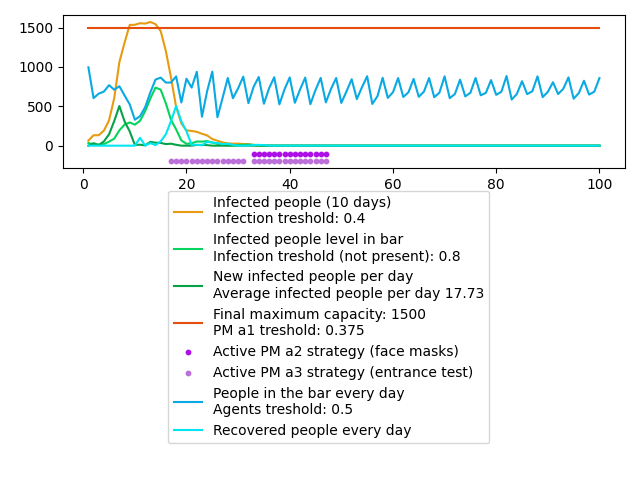 1500
1000
500
0
0
20
40
60
80
100
Infected people (10 days)
Infection treshold: 0.4
Infected people level in bar
Infection treshold (not present): 0.8
New infected people per day
Average infected people per day 17.73
Final maximum capacity: 1500
PM a1 treshold: 0.375
Active PM a2 strategy (face masks)
Active PM a3 strategy (entrance test)
People in the bar every day
Agents treshold: 0.5
Recovered people every day